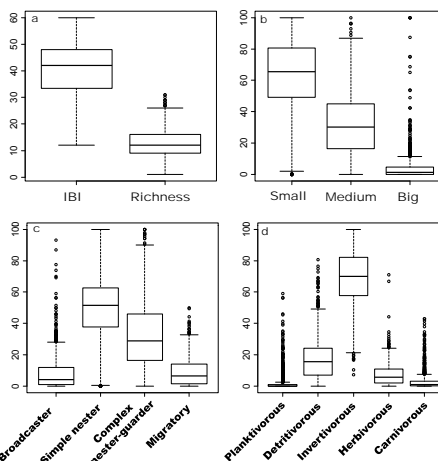 a
60
50
40
30
20
10
0
IBI Richness
b
100
80
60
40
20
0
Small Medium Big
c
100
80
60
40
20
0
Broadcaster
Simple nester
Complex
nester-guarder
Migratory
d
100
80
60
40
20
0
Planktivorous
Detritivorous
Invertivorous
Herbivorous
Carnivorous